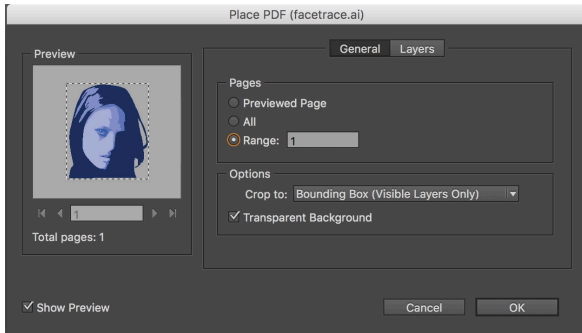 Place PDF (facetrace.ai)
Preview
1
Total pages: 1
General Layers
Pages
Previewed Page
All
Range: 1
Options
Crop to: Bounding Box (Visible Layers Only)
Transparent Background
Show Preview
Cancel OK